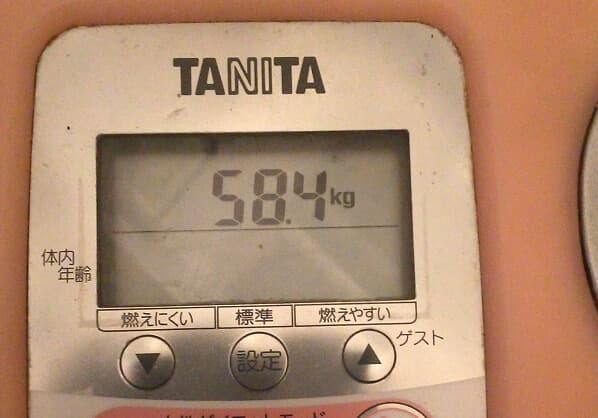 TANITA
58.4kg
体内
年齢
燃えにくい 標準 燃えやすい
▼ 設定 ▲ ゲスト